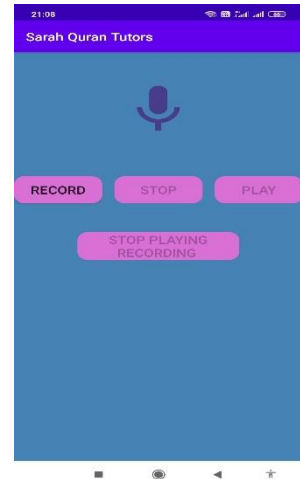 21:08
Sarah Quran Tutors
RECORD STOP PLAY
STOP PLAYING
RECORDING